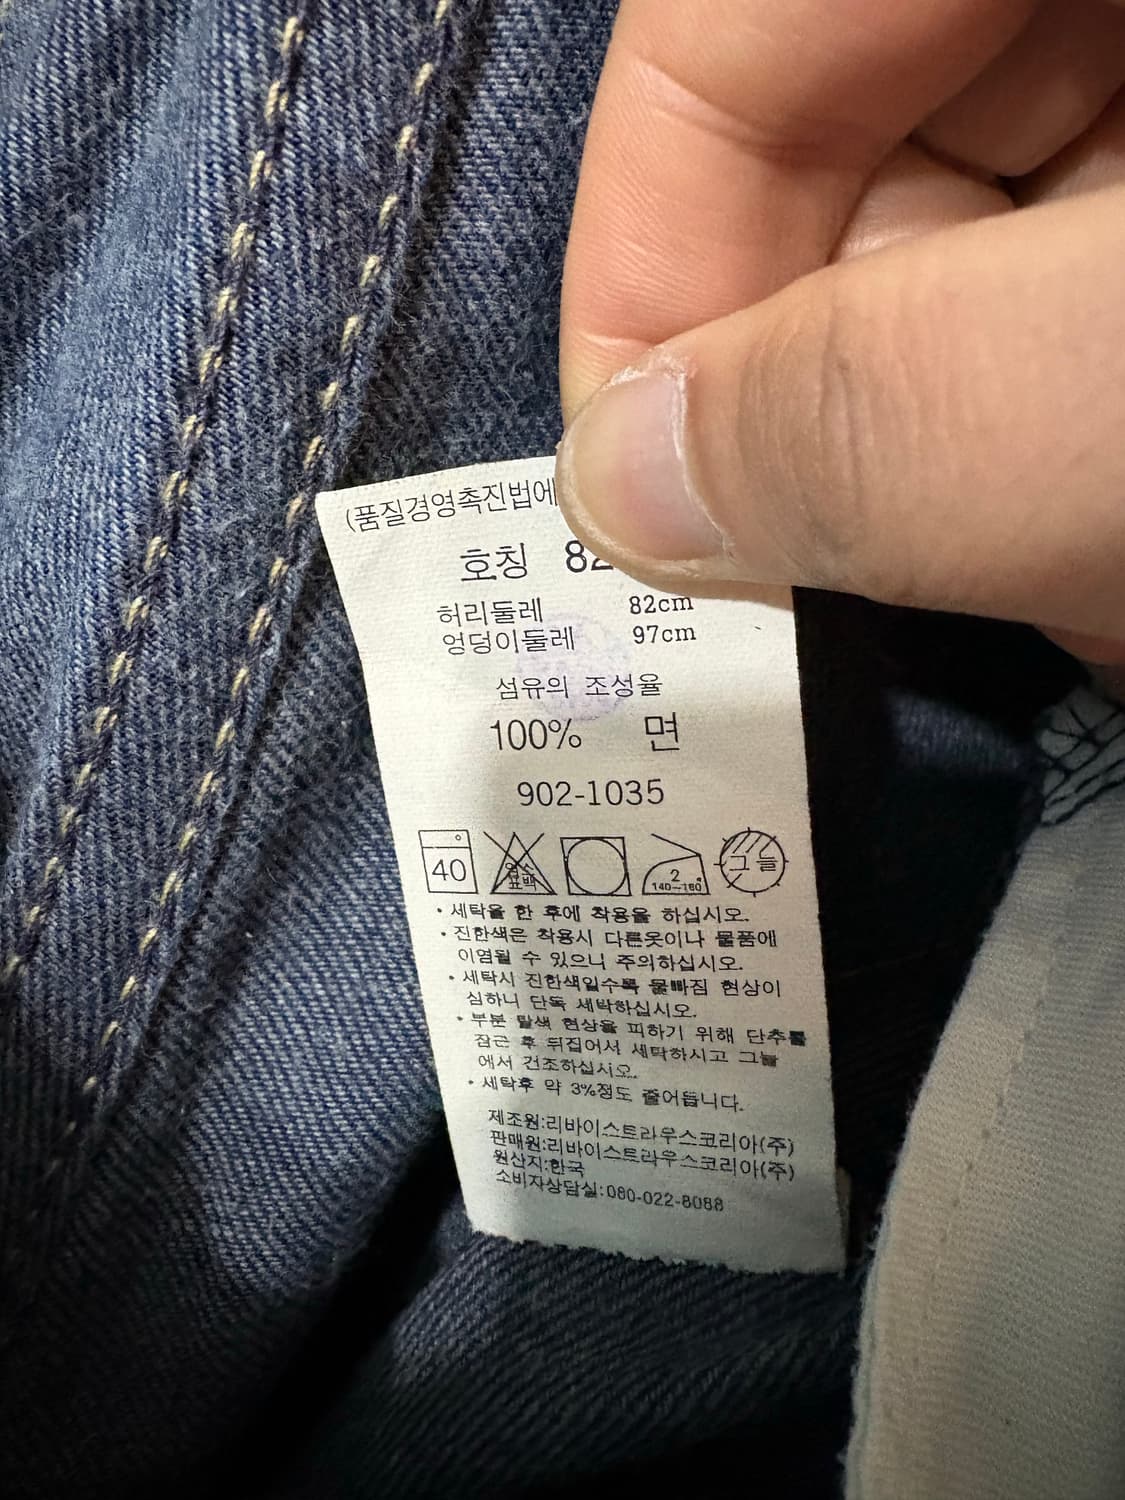 (품질경영촉진법에
호칭 82
허리둘레 82cm
엉덩이둘레 97cm
섬유의 조성율
100% 면
902-1035
40 염소 표백 2 140~160 그늘
• 세탁을 한 후에 착용을 하십시오.
• 진한색은 착용시 다른옷이나 물품에
이염될 수 있으니 주의하십시오.
• 세탁시 진한색일수록 물빠짐 현상이
심하니 단독 세탁하십시오.
• 부분 탈색 현상을 피하기 위해 단추를
잠근 후 뒤집어서 세탁하시고 그늘
에서 건조하십시오.
• 세탁후 약 3%정도 줄어듭니다.
제조원:리바이스트라우스코리아(주)
판매원:리바이스트라우스코리아(주)
원산지:한국
소비자상담실:080-022-8088